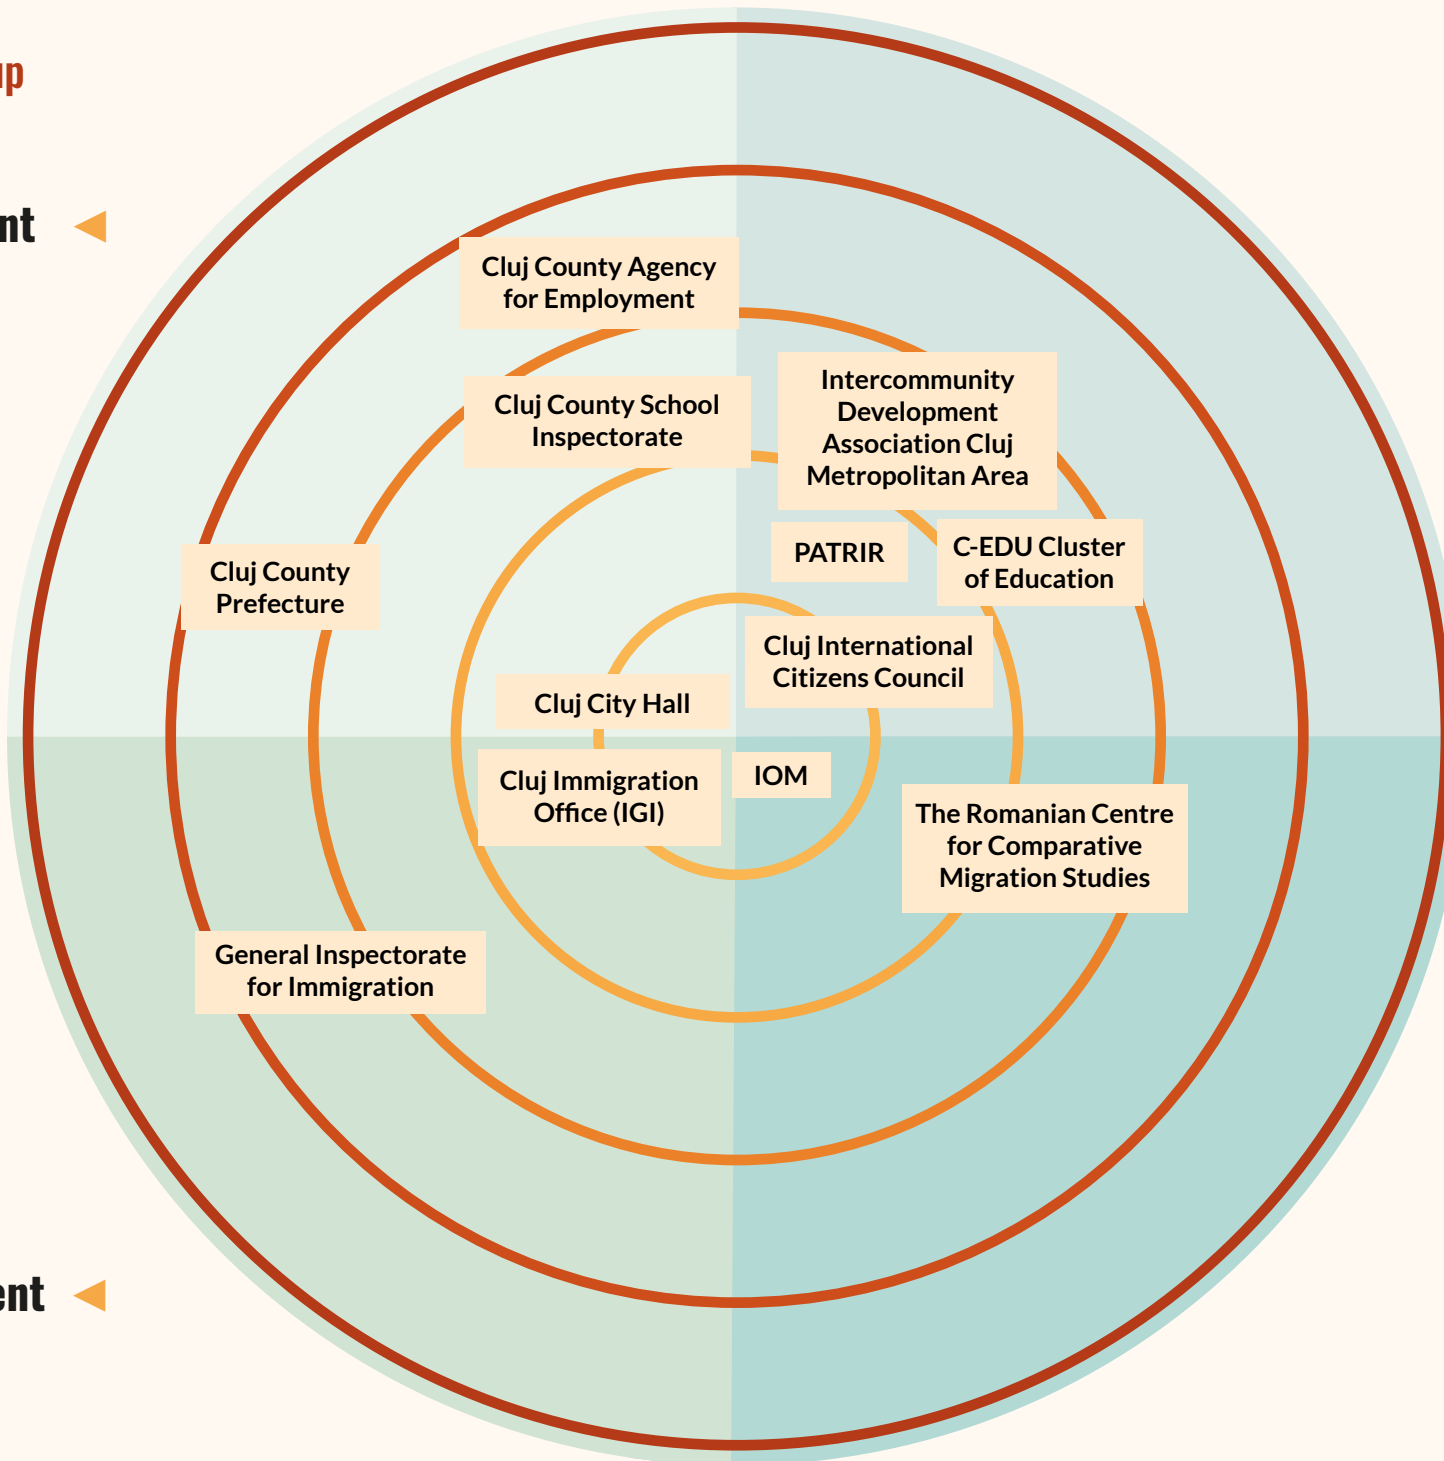 up
nt
Cluj County Agency
for Employment
Intercommunity
Development
Association Cluj
Metropolitan Area
Cluj County School
Inspectorate
PATRIR
C-EDU Cluster
of Education
Cluj County
Prefecture
Cluj International
Citizens Council
Cluj City Hall
Cluj Immigration
Office (IGI)
IOM
The Romanian Centre
for Comparative
Migration Studies
General Inspectorate
for Immigration
ent